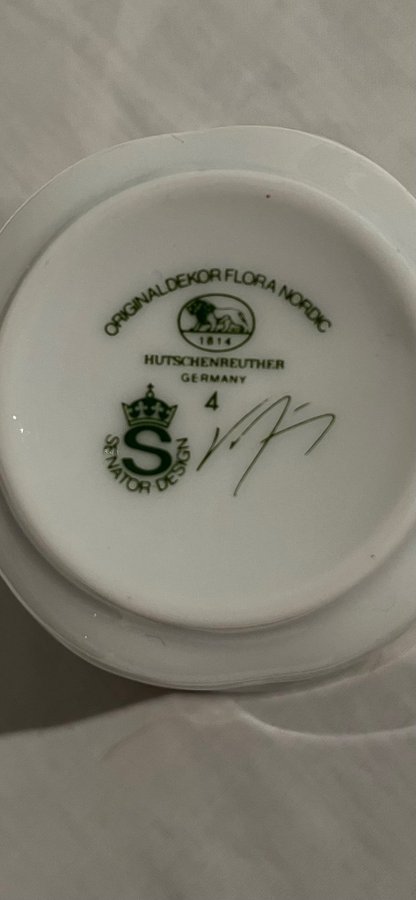 ORIGINALDEKOR FLORA NORDIC
1814
HUTSCHENREUTHER
GERMANY
4
S
SENATOR DESIGN